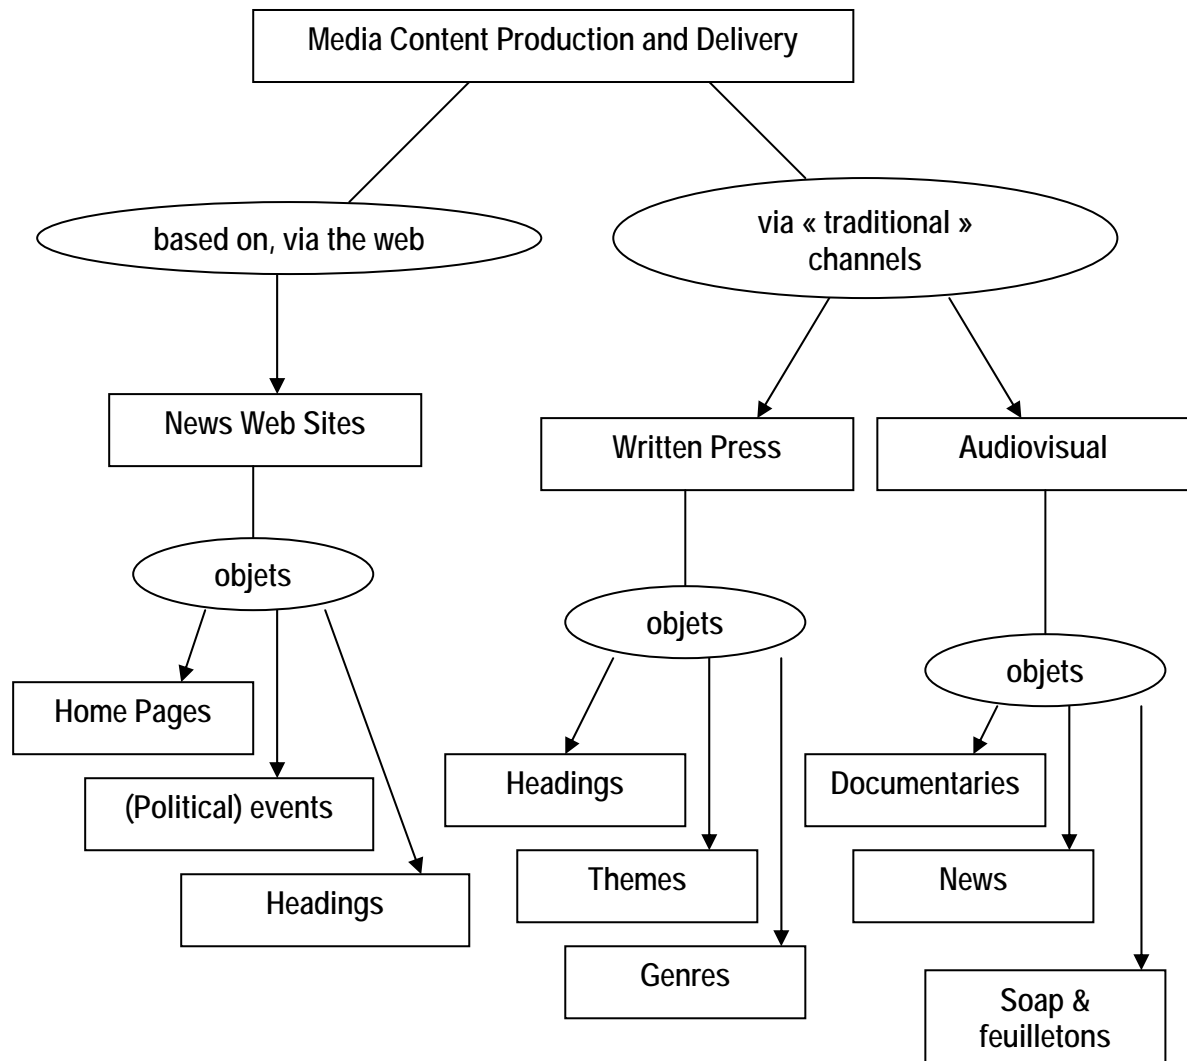 Media Content Production and Delivery
based on, via the web
via « traditional »
channels
News Web Sites
Written Press
Audiovisual
objets
objets
objets
Home Pages
(Political) events
Headings
Headings
Themes
Genres
Documentaries
News
Soap &
feuilletons